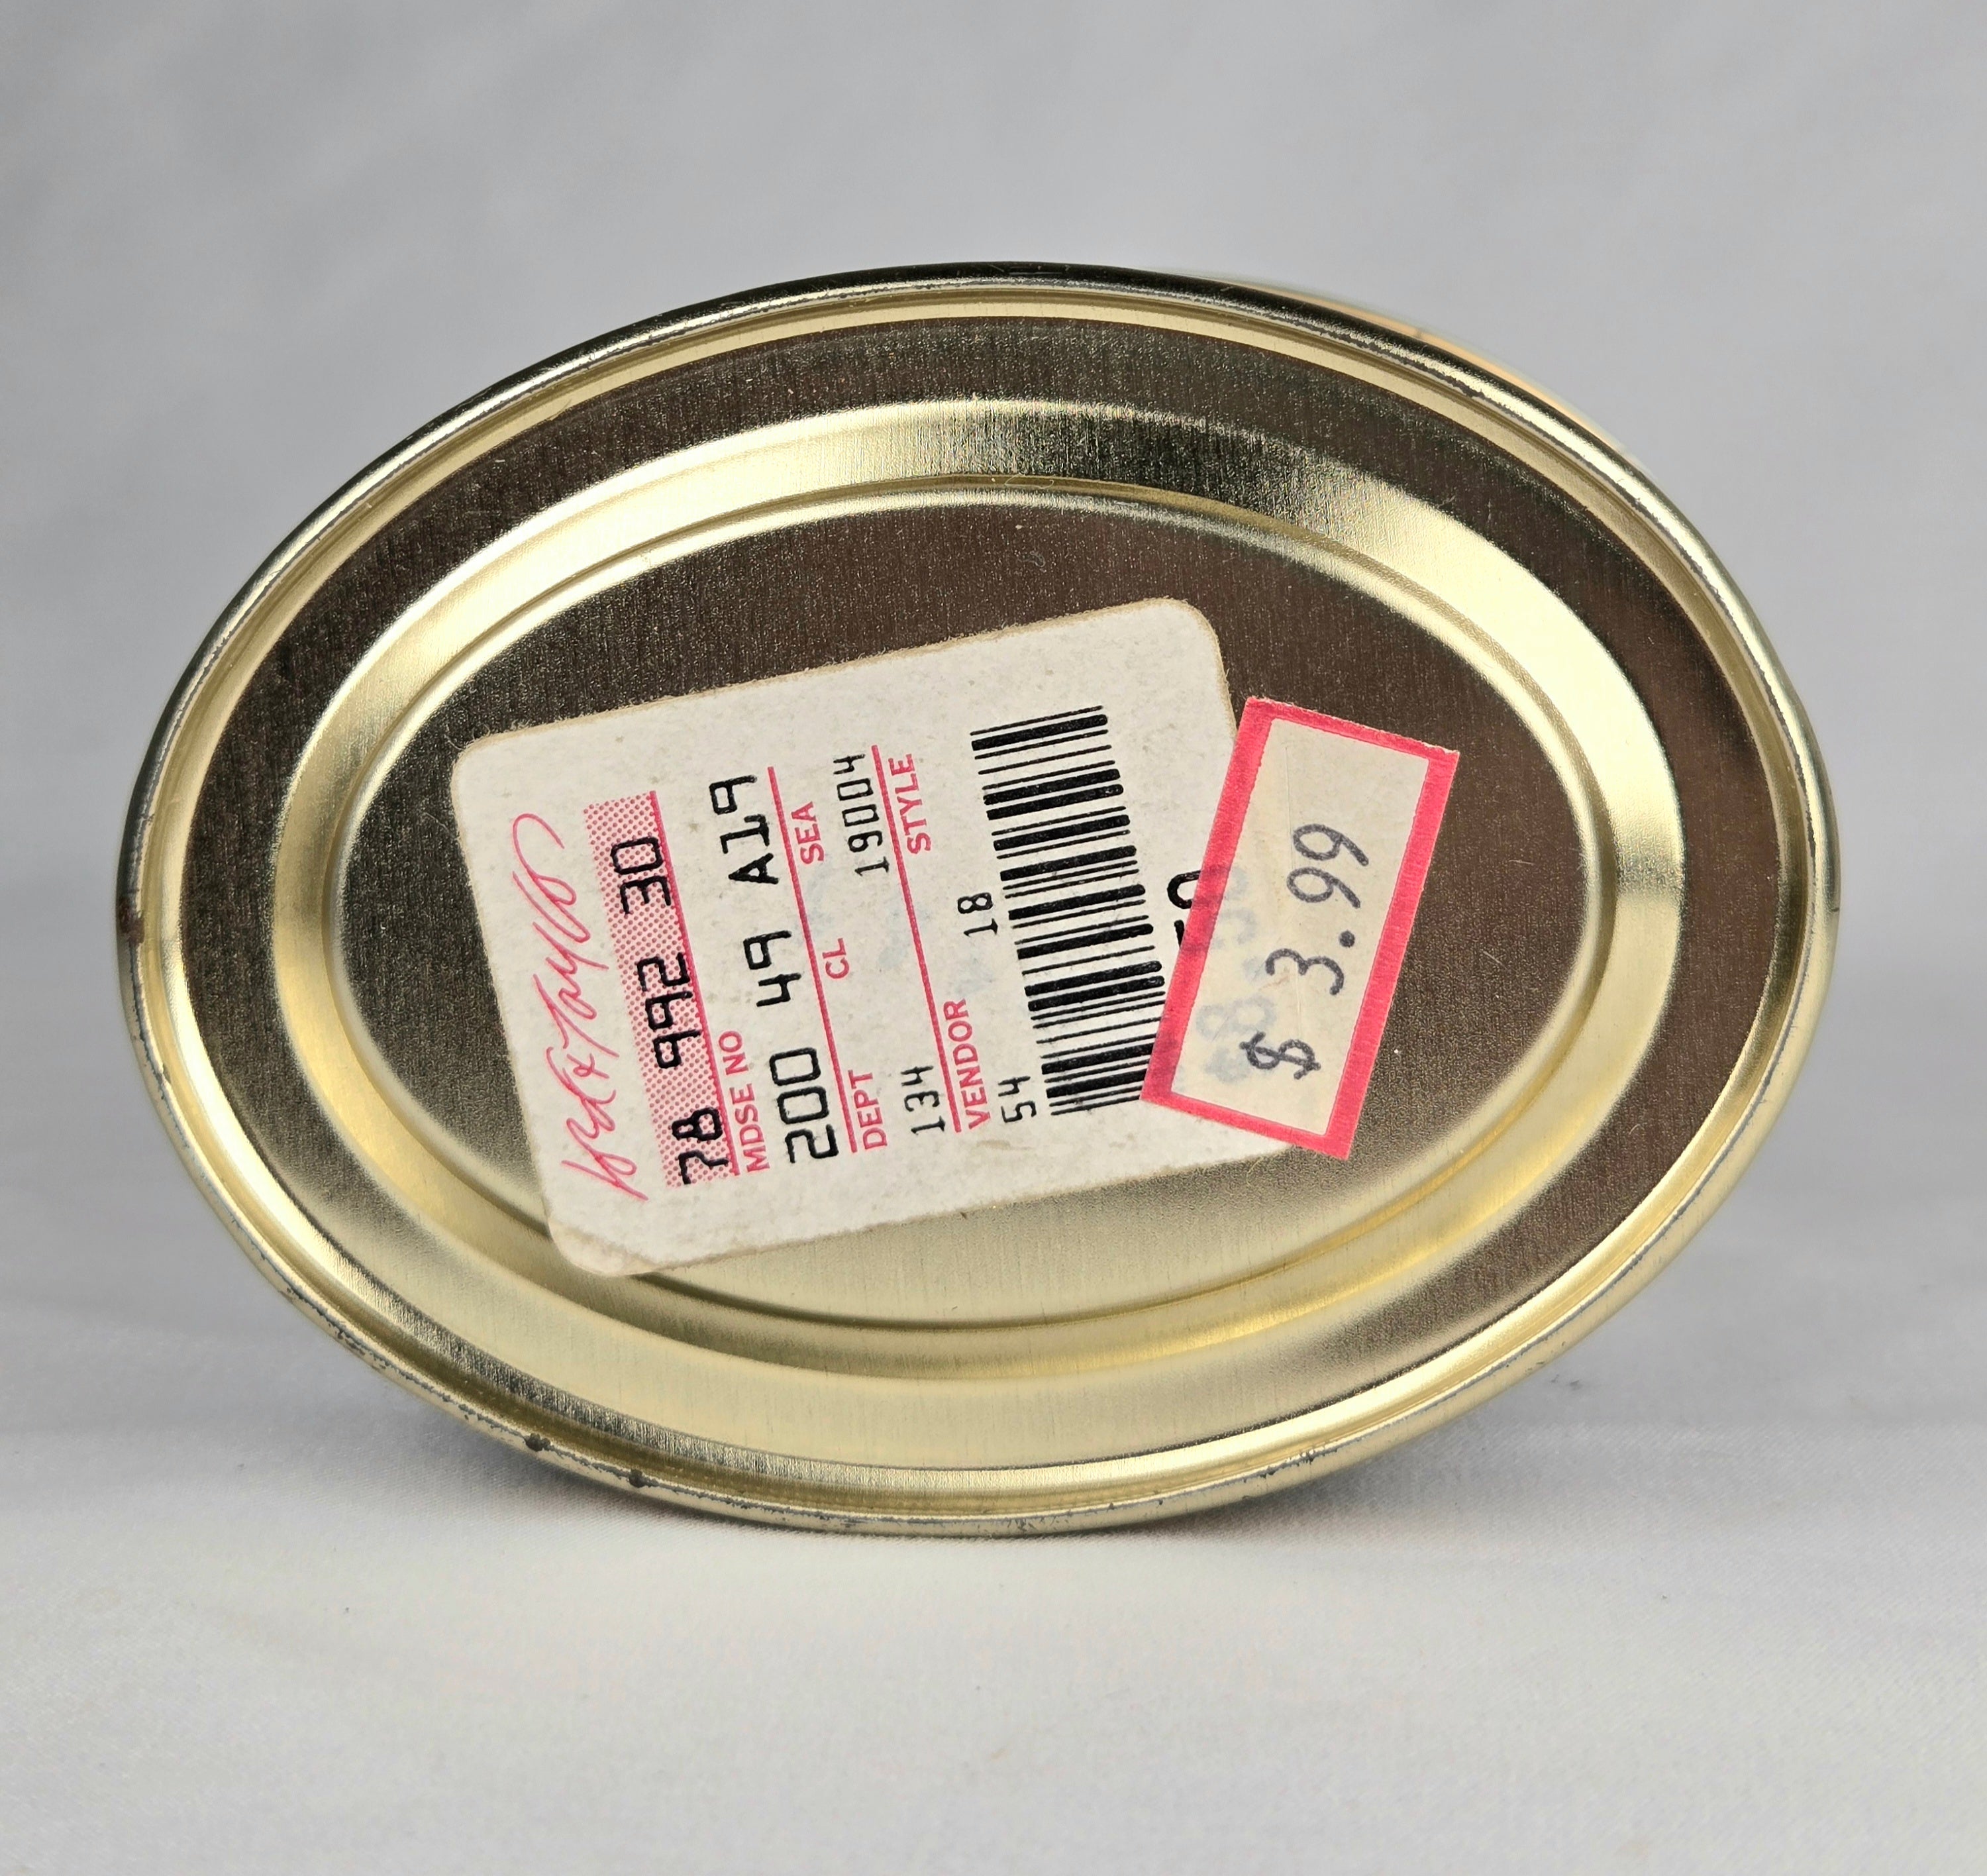 Lord & Taylor
78 992 30
MDSE NO
200 49 A19
DEPT CL SEA
134 19004
VENDOR STYLE
54 18
$ 3.99